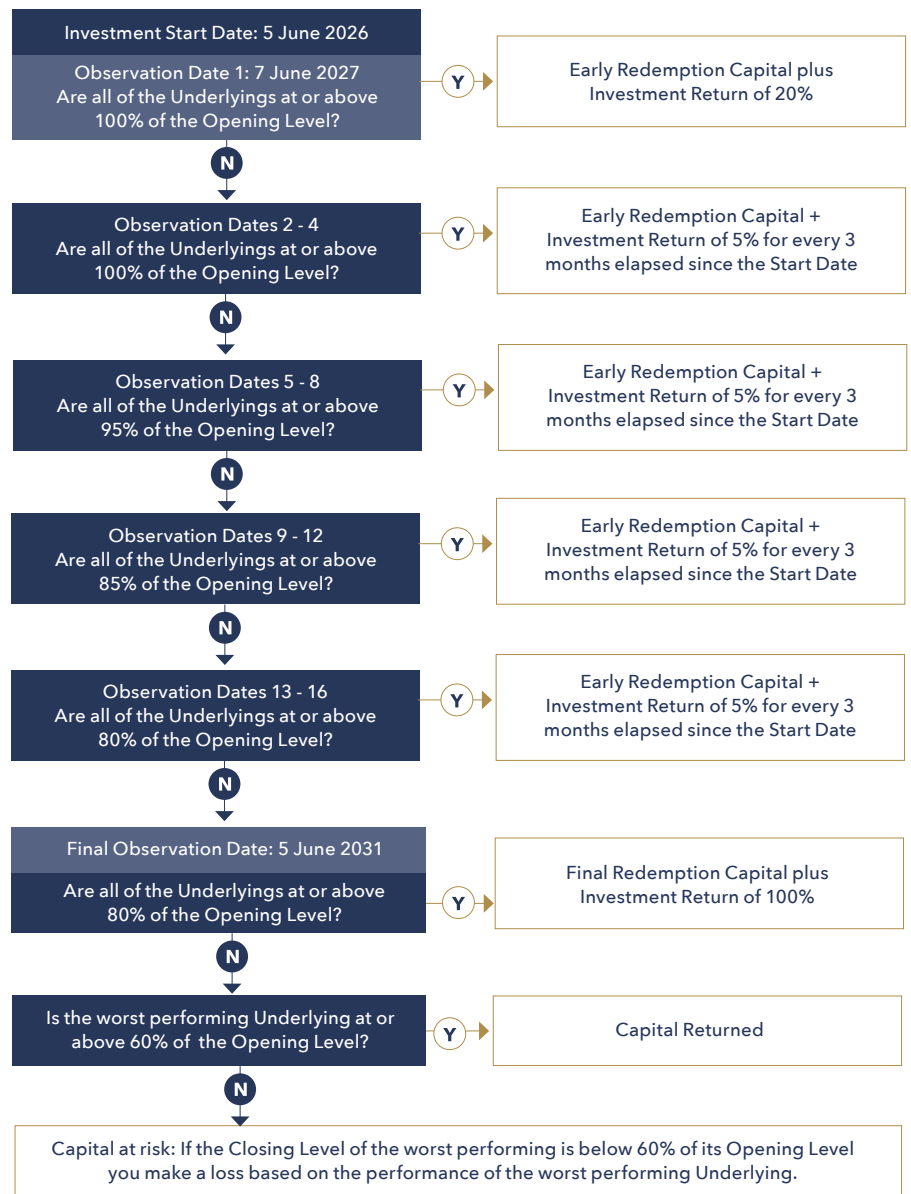 Investment Start Date: 5 June 2026
Observation Date 1: 7 June 2027
Are all of the Underlyings at or above
100% of the Opening Level?
Y
Early Redemption Capital plus
Investment Return of 20%
N
Observation Dates 2 - 4
Are all of the Underlyings at or above
100% of the Opening Level?
Y
Early Redemption Capital +
Investment Return of 5% for every 3
months elapsed since the Start Date
N
Observation Dates 5 - 8
Are all of the Underlyings at or above
95% of the Opening Level?
Y
Early Redemption Capital +
Investment Return of 5% for every 3
months elapsed since the Start Date
N
Observation Dates 9 - 12
Are all of the Underlyings at or above
85% of the Opening Level?
Y
Early Redemption Capital +
Investment Return of 5% for every 3
months elapsed since the Start Date
N
Observation Dates 13 - 16
Are all of the Underlyings at or above
80% of the Opening Level?
Y
Early Redemption Capital +
Investment Return of 5% for every 3
months elapsed since the Start Date
N
Final Observation Date: 5 June 2031
Are all of the Underlyings at or above
80% of the Opening Level?
Y
Final Redemption Capital plus
Investment Return of 100%
N
Is the worst performing Underlying at or
above 60% of the Opening Level?
Y
Capital Returned
N
Capital at risk: If the Closing Level of the worst performing is below 60% of its Opening Level
you make a loss based on the performance of the worst performing Underlying.